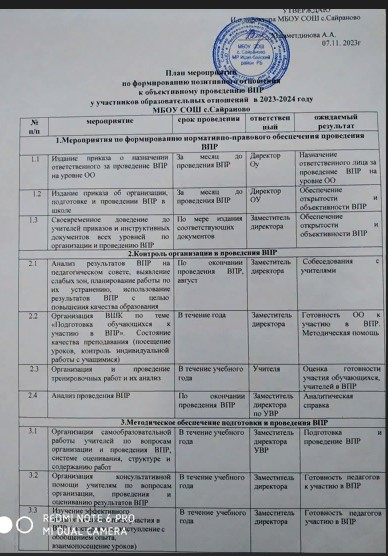 УТВЕРЖДАЮ
И.о директора МБОУ СОШ с.Сайраново
Хисаметдинова А.А.
07.11. 2023г
МБОУ СОШ
с.Сайраново
План мероприятий
по формированию позитивного отношения
к объективному проведению ВПР
у участников образовательных отношений в 2023-2024 году
МБОУ СОШ с.Сайраново
№ п/п мероприятие срок проведения ответствен ный ожидаемый результат
1.Мероприятия по формированию нормативно-правового обеспечения проведения
ВПР
1.1 Издание приказа о назначении За месяц до Директор Назначение
ответственного за проведение ВПР проведения ВПР ОУ ответственного лица за
на уровне ОО проведение ВПР на
уровне ОО
1.2 Издание приказа об организации, За месяц до Директор Обеспечение
подготовке и проведении ВПР в проведения ВПР ОУ открытости и
школе объективности ВПР
1.3 Своевременное доведение до По мере издания Заместитель Обеспечение
учителей приказов и инструктивных соответствующих директора открытости и
документов всех уровней по документов объективности ВПР
организации и проведению ВПР
2.Контроль организации и проведения ВПР
2.1 Анализ результатов ВПР на По окончании Заместитель Собеседования с
педагогическом совете, выявление проведения ВПР, директора учителями
слабых зон, планирование работы по август
их устранению, использование
результатов ВПР с целью
повышения качества образования
2.2 Организация ВШК по теме В течение года Заместитель Готовность ОО к
«Подготовка обучающихся к директора участию в ВПР.
участию в ВПР». Состояние Методическая помощь
качества преподавания (посещение
уроков, контроль индивидуальной
работы с учащимися)
2.3 Организация и проведение В течение учебного Учителя Оценка готовности
тренировочных работ и их анализ года участия обучающихся,
учителей в ВПР
2.4 Анализ проведения ВПР По окончании Заместитель Аналитическая
проведения ВПР директора справка
по УВР
3.Методическое обеспечение подготовки и проведения ВПР
3.1 Организация самообразовательной В течение учебного Заместитель Подготовка и
работы учителей по вопросам года директора проведение ВПР
организации и проведения ВПР, УВР
системе оценивания, структуре и
содержанию работ
3.2 Организация консультативной В течение учебного Заместитель Готовность педагогов
помощи учителям по вопросам года директора к участию в ВПР
организации, проведения и
оцениванию результатов ВПР
3.3 Изучение эффективного В течение учебного Заместитель Готовность педагогов
участия в года директора участию в ВПР
обобщением опыта,
взаимопосещение уроков)
REDMI NOTE 6 PRO
MI DUAL CAMERA